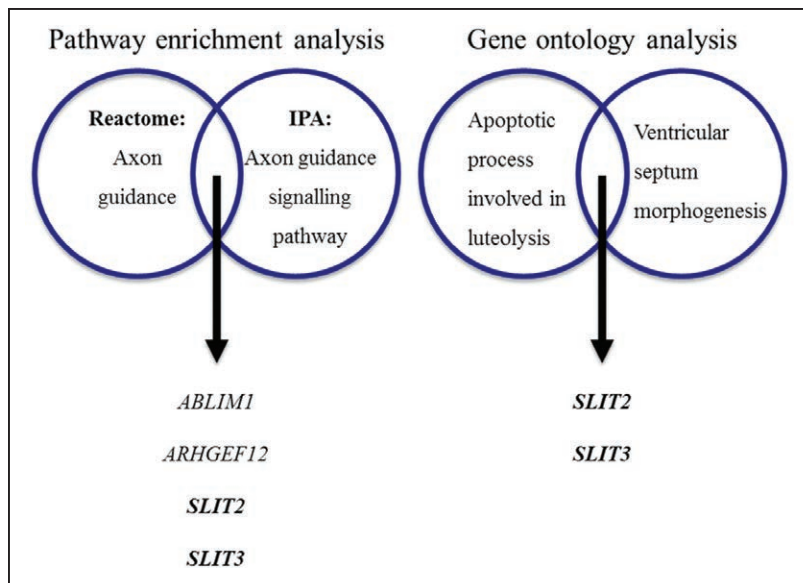 Pathway enrichment analysis
Reactome:
Axon
guidance
IPA:
Axon guidance
signalling
pathway
ABLIM1
ARHGEF12
SLIT2
SLIT3
Gene ontology analysis
Apoptotic
process
involved in
luteolysis
Ventricular
septum
morphogenesis
SLIT2
SLIT3